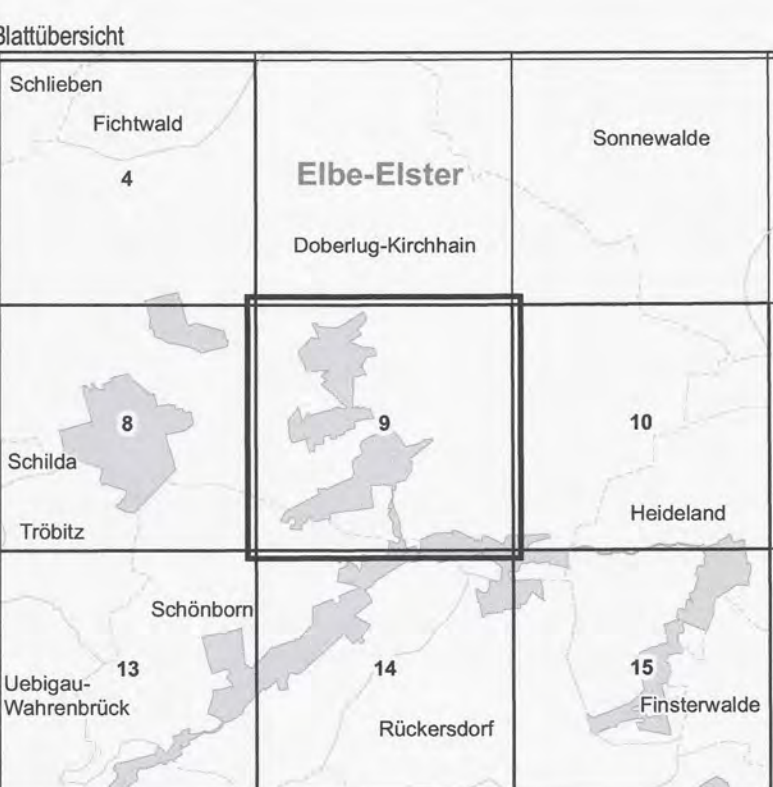 Blattübersicht
Schlieben
Fichtwald
Sonnewalde
4
Elbe-Elster
Doberlug-Kirchhain
8
9
10
Schilda
Heideland
Tröbitz
Schönborn
13
14
15
Uebigau-
Wahrenbrück
Finsterwalde
Rückersdorf